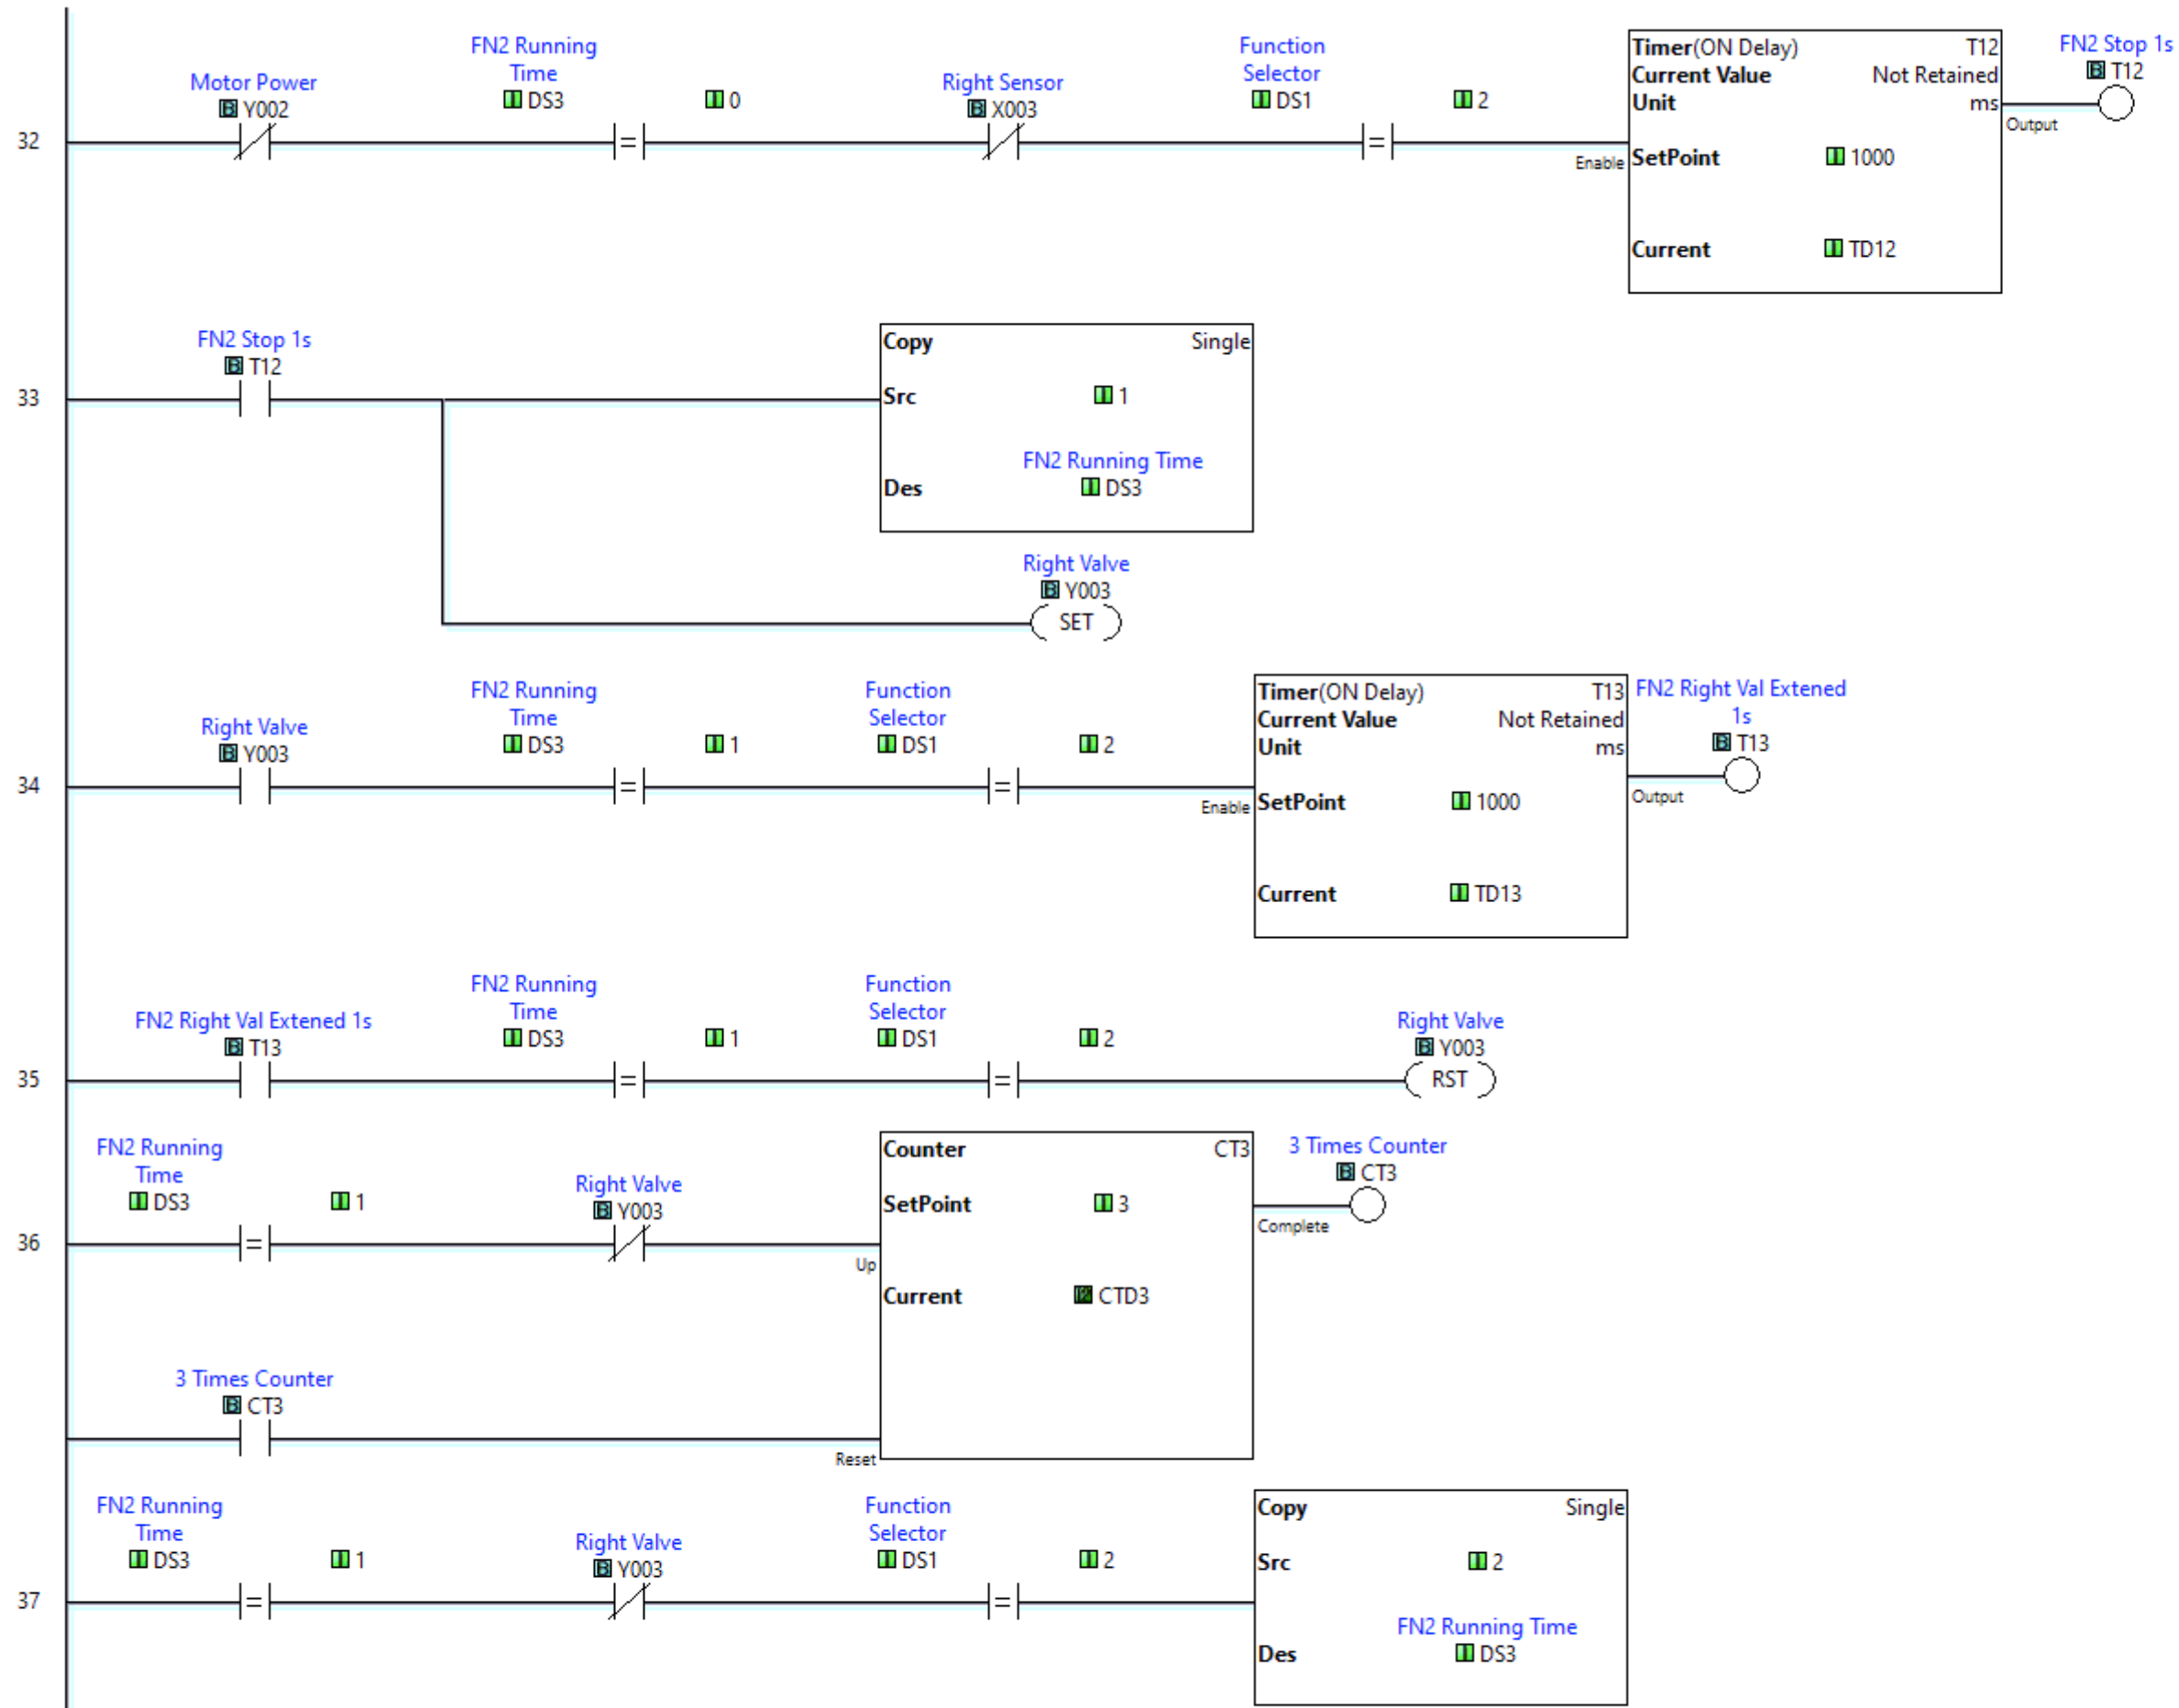 32
Motor Power
Y002
FN2 Running
Time
DS3
0
=
Right Sensor
X003
Function
Selector
DS1
2
=
Enable
Timer(ON Delay) T12
Current Value Not Retained
Unit ms
SetPoint 1000
Current TD12
Output
FN2 Stop 1s
T12
33
FN2 Stop 1s
T12
Copy Single
Src 1
FN2 Running Time
Des DS3
Right Valve
Y003
SET
34
Right Valve
Y003
FN2 Running
Time
DS3
1
=
Function
Selector
DS1
2
=
Enable
Timer(ON Delay) T13
Current Value Not Retained
Unit ms
SetPoint 1000
Current TD13
Output
FN2 Right Val Extened
1s
T13
35
FN2 Right Val Extened 1s
T13
FN2 Running
Time
DS3
1
=
Function
Selector
DS1
2
=
Right Valve
Y003
RST
36
FN2 Running
Time
DS3
1
=
Right Valve
Y003
Up
Counter CT3
SetPoint 3
Current CTD3
Complete
3 Times Counter
CT3
3 Times Counter
CT3
Reset
37
FN2 Running
Time
DS3
1
=
Right Valve
Y003
Function
Selector
DS1
2
=
Copy Single
Src 2
FN2 Running Time
Des DS3